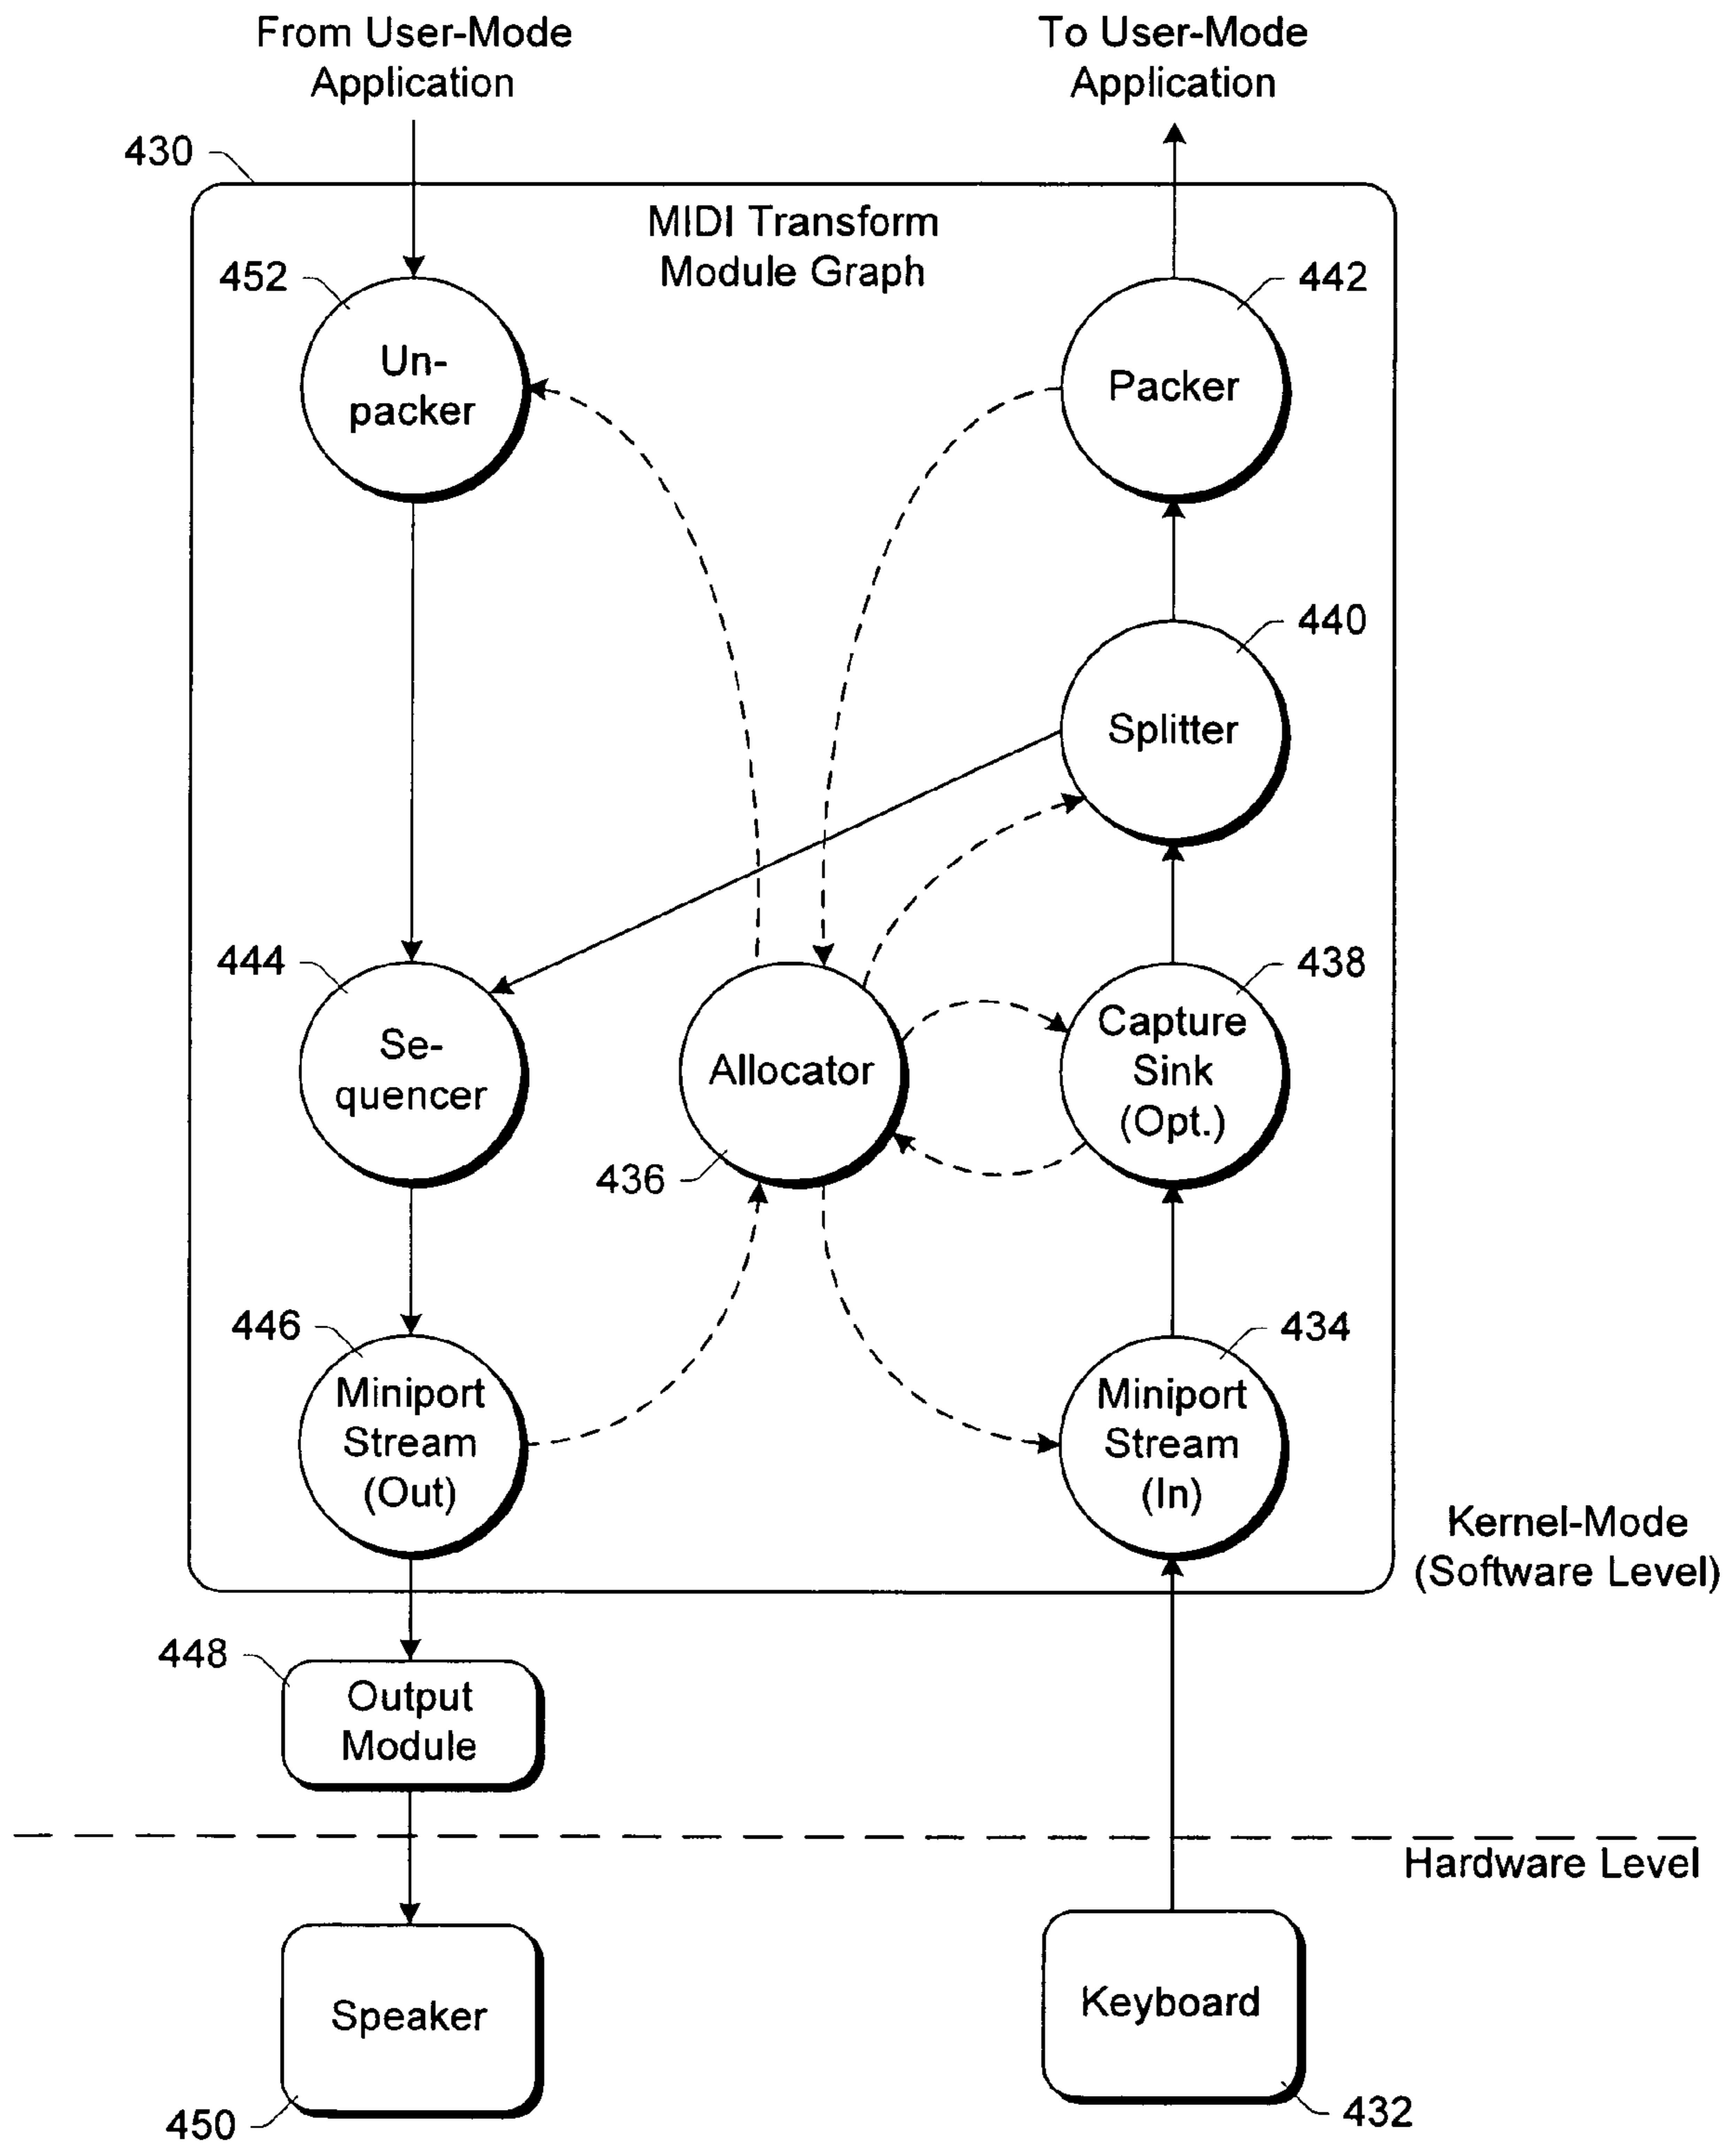 From User-Mode
Application
To User-Mode
Application
430
MIDI Transform
Module Graph
452
442
Un-
packer
Packer
440
Splitter
444
438
Se-
quencer
Allocator
Capture
Sink
(Opt.)
436
446
434
Miniport
Stream
(Out)
Miniport
Stream
(In)
Kernel-Mode
(Software Level)
448
Output
Module
Hardware Level
Speaker
Keyboard
450
432